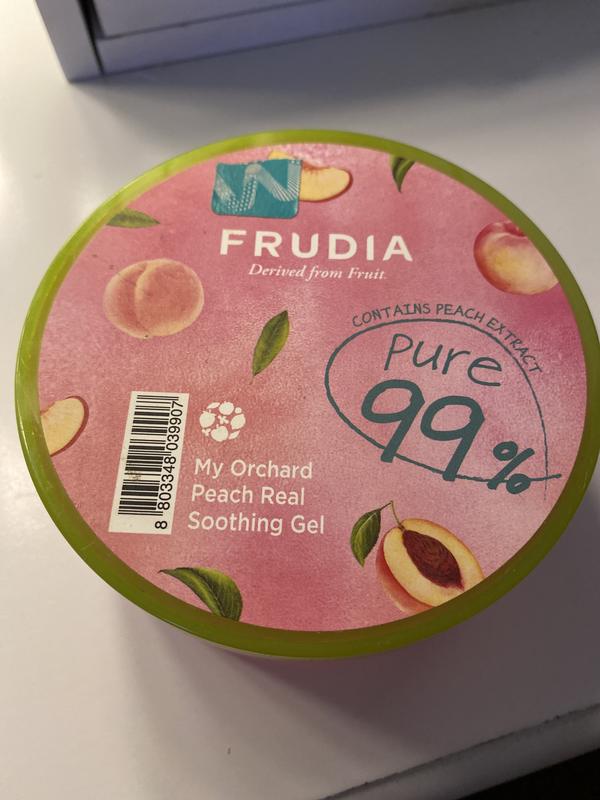 FRUDIA
Derived from Fruit.
CONTAINS PEACH EXTRACT
pure
99%
My Orchard
Peach Real
Soothing Gel
8 803348 039907